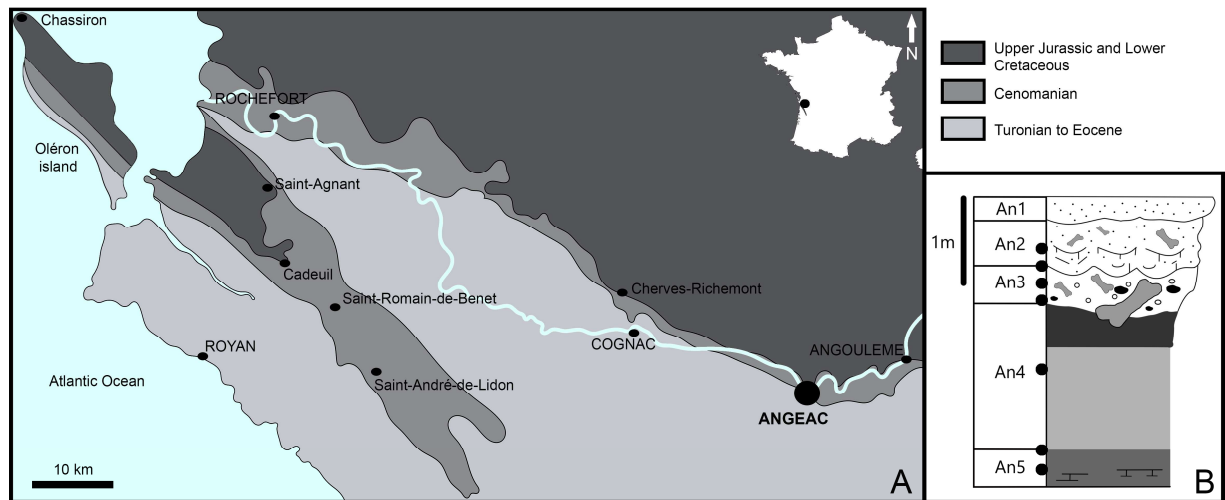 Chassiron
N
ROCHEFORT
Oléron
island
Saint-Agnant
Cadeuil
Saint-Romain-de-Benet
Cherves-Richemont
ROYAN
COGNAC
ANGOULEME
Atlantic Ocean
Saint-André-de-Lidon
ANGEAC
10 km
A
Upper Jurassic and Lower
Cretaceous
Cenomanian
Turonian to Eocene
B
1m
An1
An2
An3
An4
An5